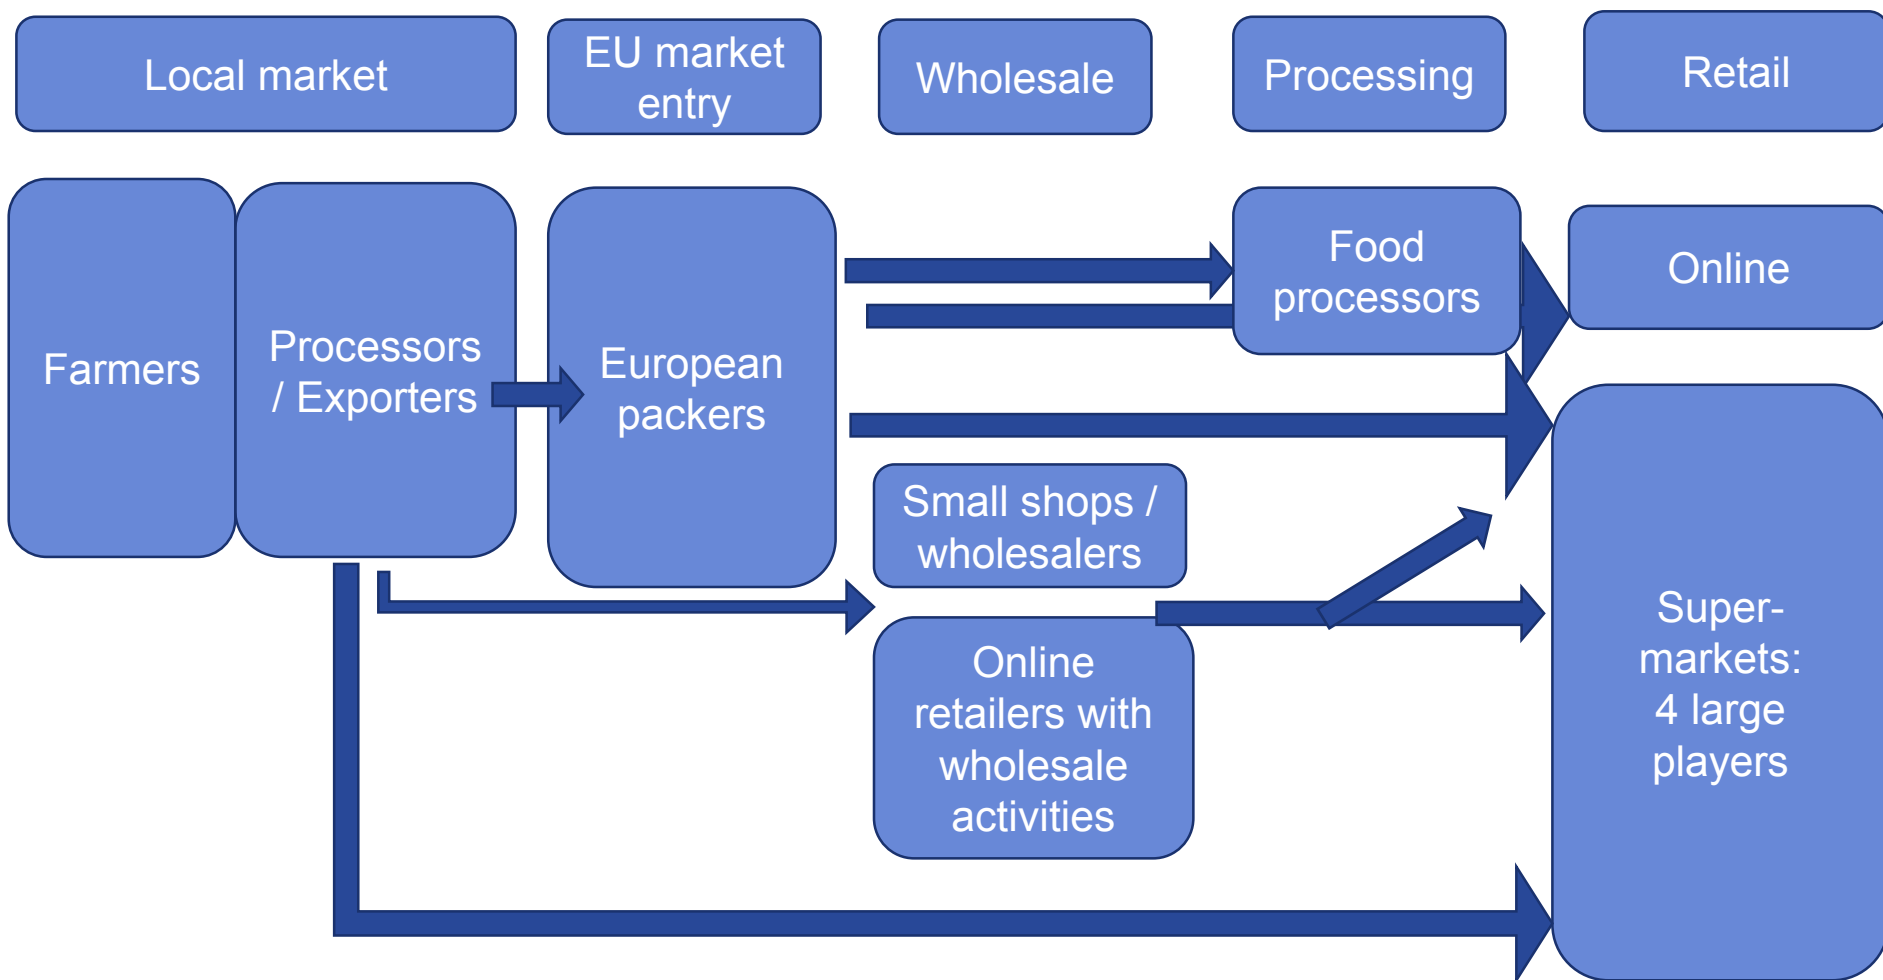 Local market
EU market
entry
Wholesale
Processing
Retail
Farmers
Processors
/ Exporters
European
packers
Food
processors
Online
Small shops /
wholesalers
Online
retailers with
wholesale
activities
Super-
markets:
4 large
players